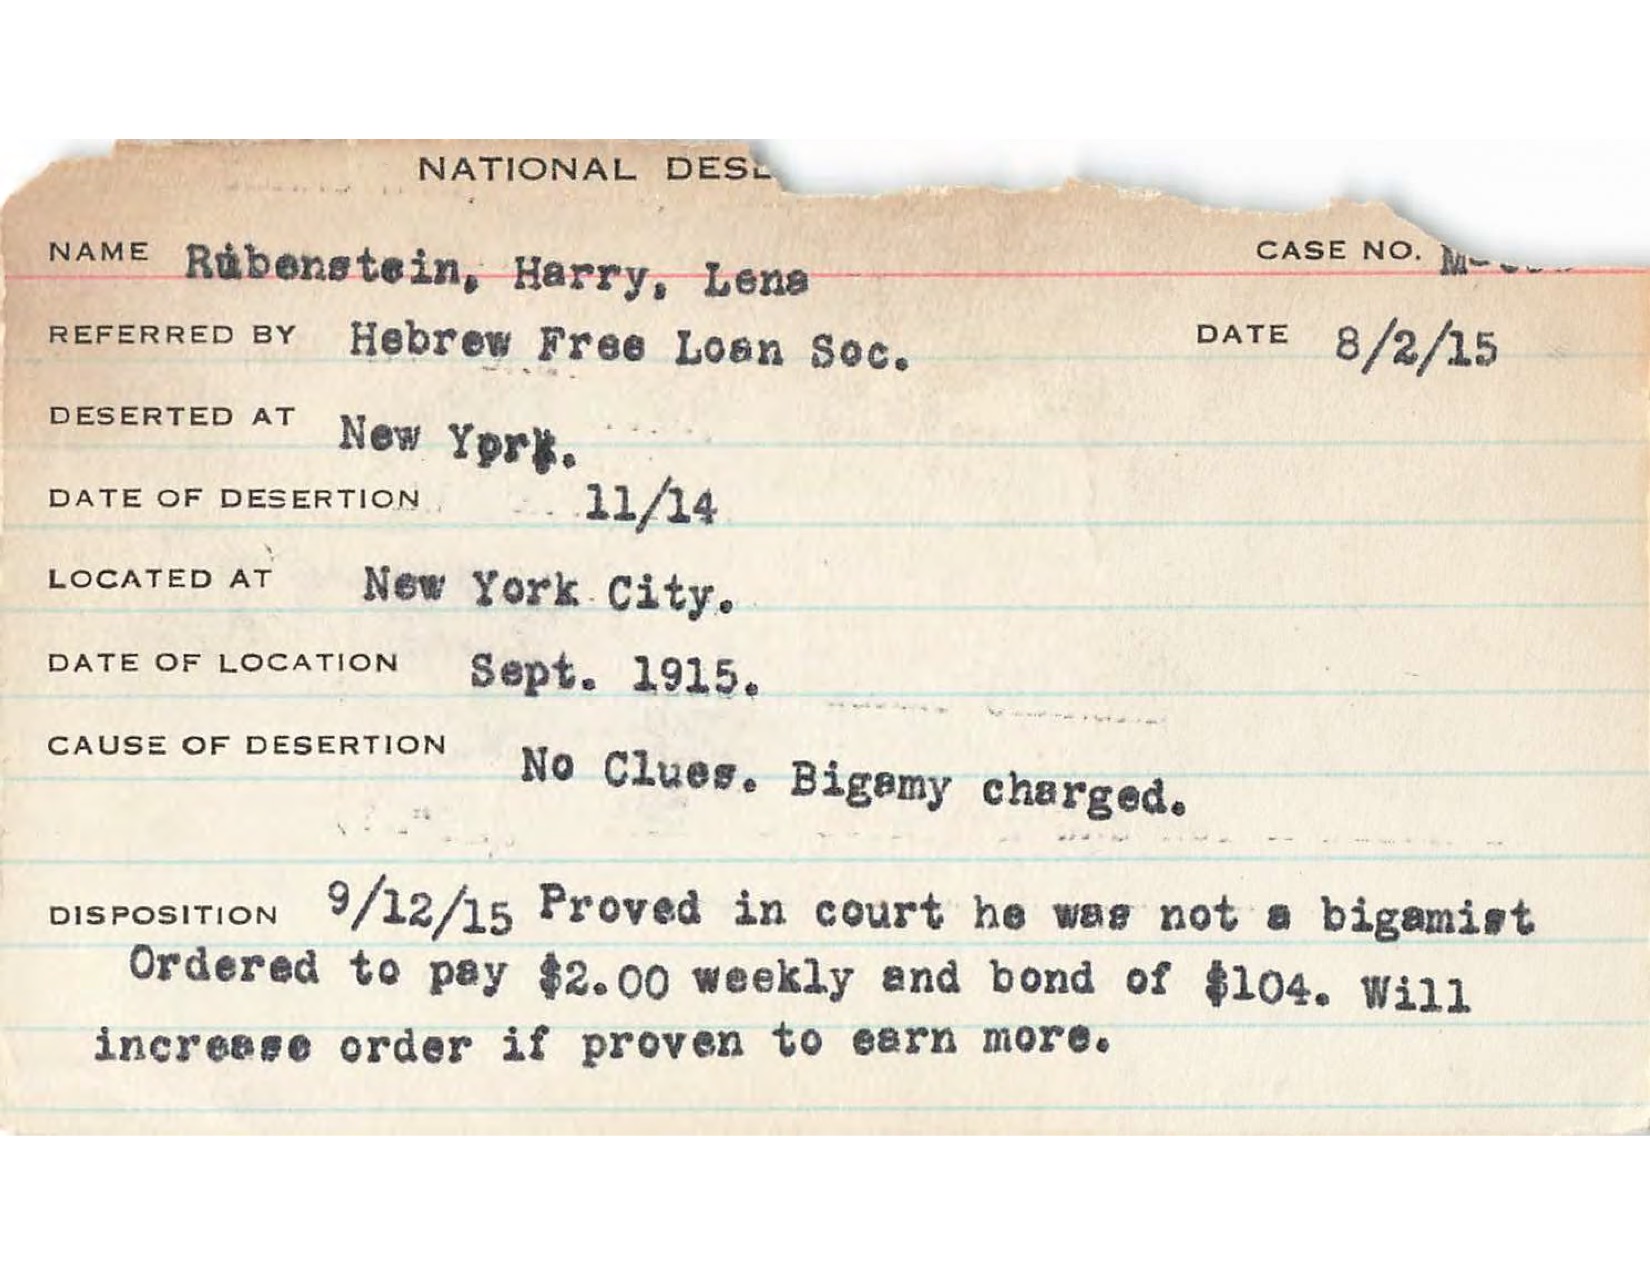 NATIONAL
NAME Rubenstein, Harry, Lena CASE NO.
REFERRED BY Hebrew Free Loan Soc. DATE 8/2/15
DESERTED AT New York.
DATE OF DESERTION 11/14
LOCATED AT New York City.
DATE OF LOCATION Sept. 1915.
CAUSE OF DESERTION No Clues. Bigamy charged.
DISPOSITION 9/12/15 Proved in court he was not a bigamist
Ordered to pay $2.00 weekly and bond of $104. Will
increase order if proven to earn more.